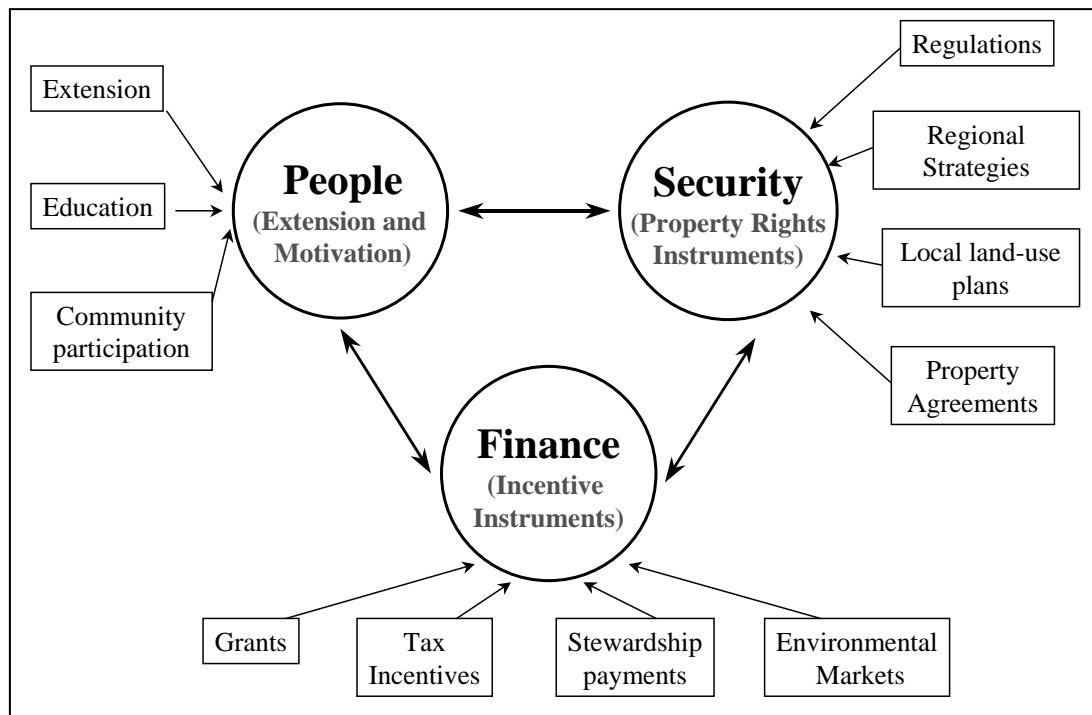 Extension
Education
Community
participation
People
(Extension and
Motivation)
Security
(Property Rights
Instruments)
Regulations
Regional
Strategies
Local land-use
plans
Property
Agreements
Finance
(Incentive
Instruments)
Grants
Tax
Incentives
Stewardship
payments
Environmental
Markets